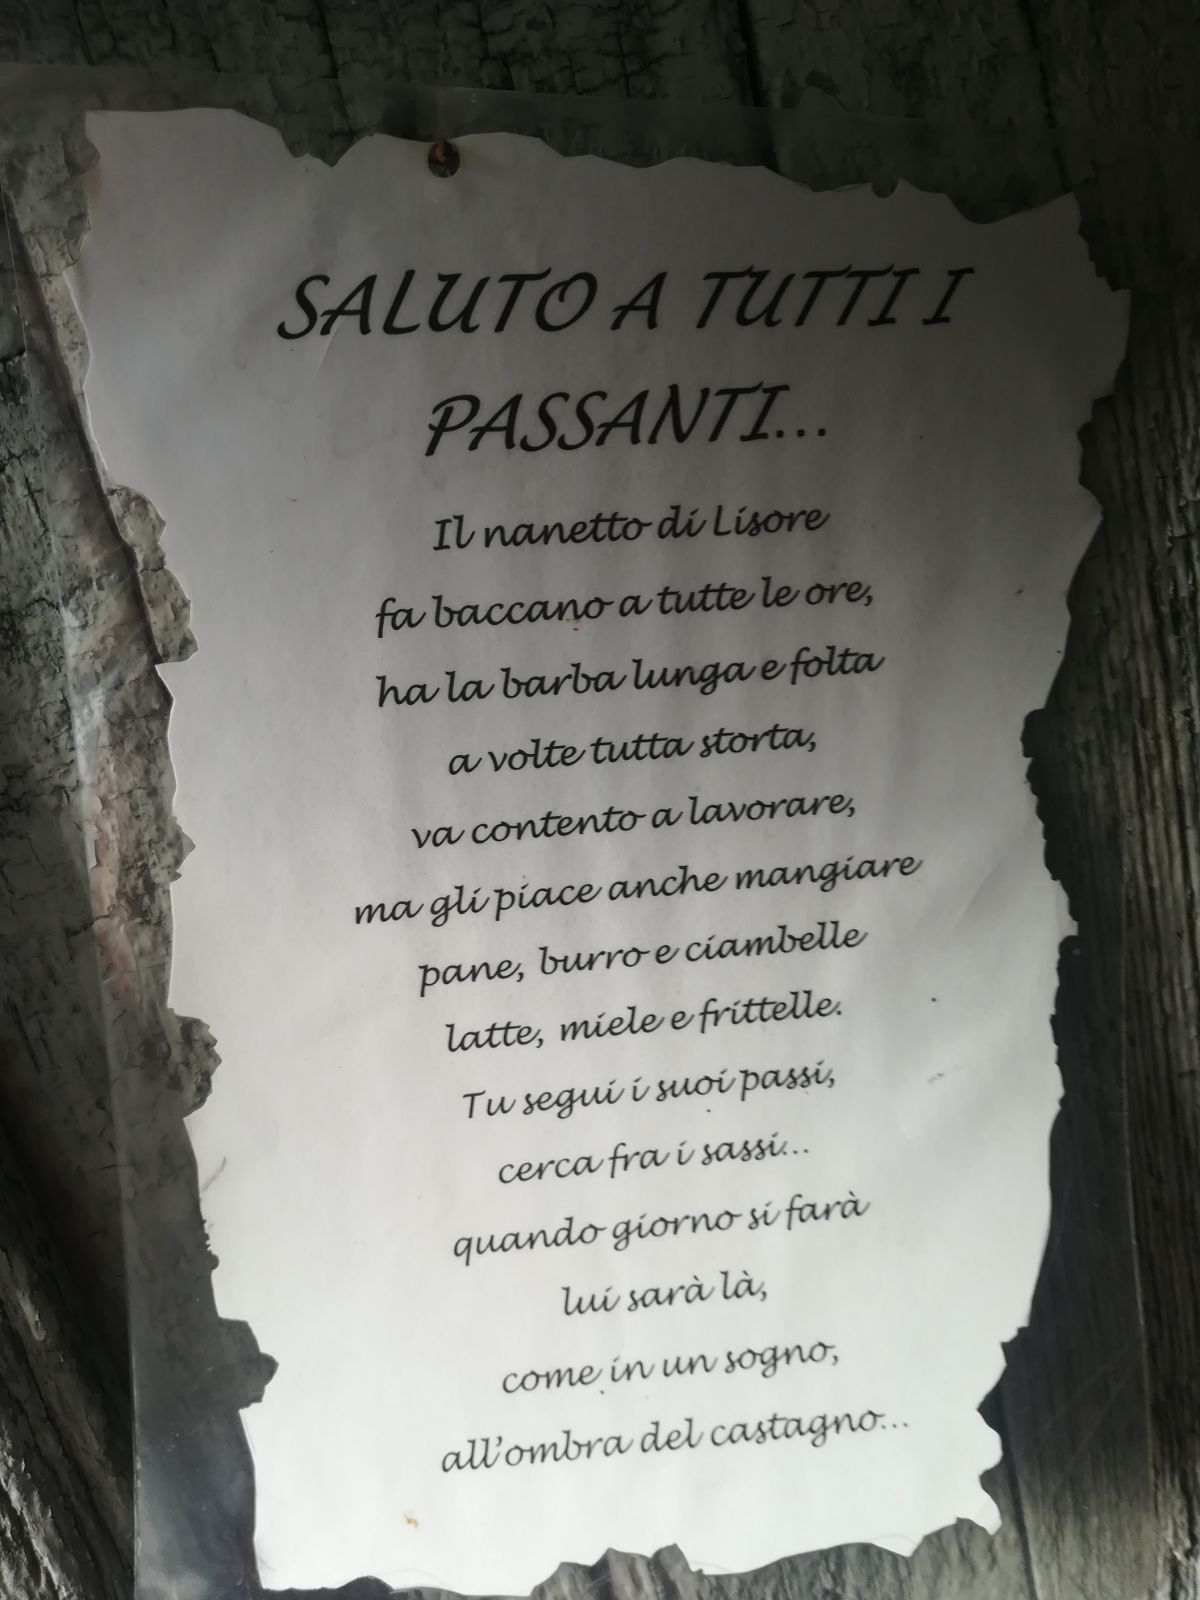 SALUTO A TUTTI I
PASSANTI...
Il nanetto di Lisore
fa baccano a tutte le ore,
ha la barba lunga e folta
a volte tutta storta,
va contento a lavorare,
ma gli piace anche mangiare
pane, burro e ciambelle
latte, miele e frittelle.
Tu segui i suoi passi,
cerca fra i sassi...
quando giorno si farà
lui sarà là,
come in un sogno,
all'ombra del castagno...